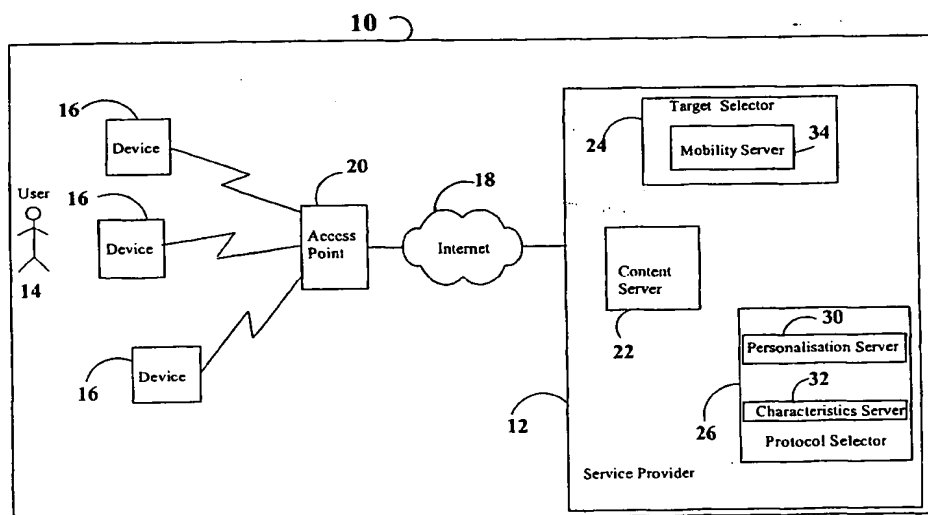 10
16
Device
User
14
16
Device
16
Device
20
Access
Point
18
Internet
12
Service Provider
Target Selector
24
Mobility Server
34
Content
Server
22
30
Personalisation Server
32
Characteristics Server
26
Protocol Selector